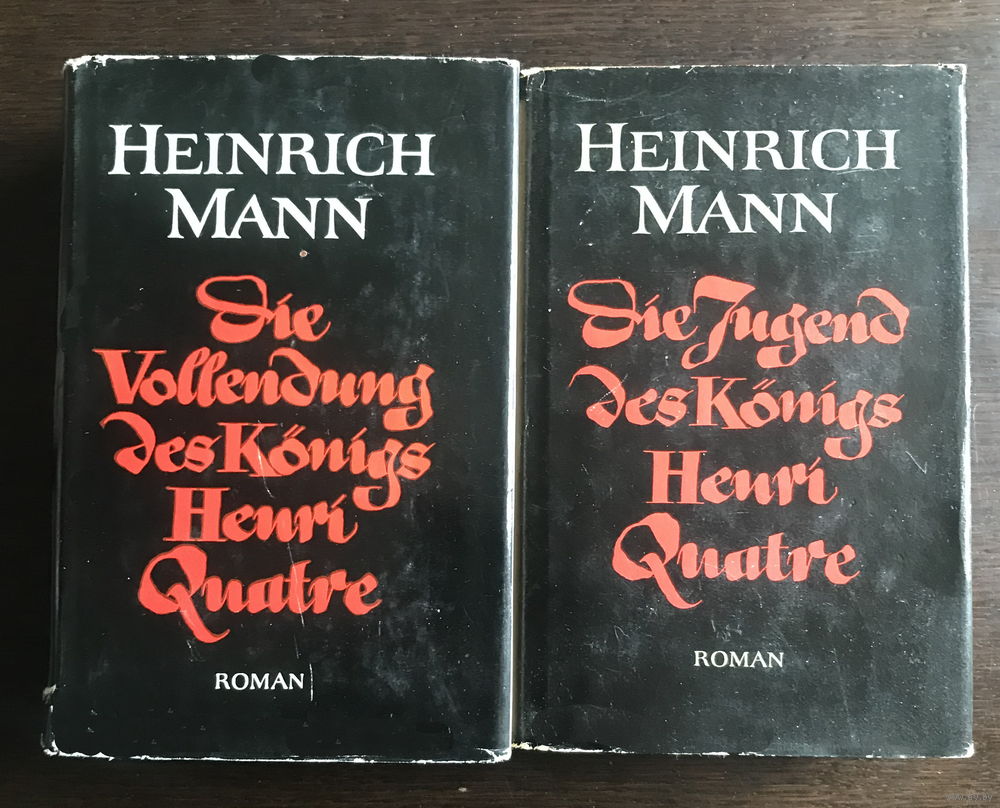 HEINRICH
MANN
Die
Vollendung
des Königs
Henri
Quatre
ROMAN
HEINRICH
MANN
Die Jugend
des Königs
Henri
Quatre
ROMAN